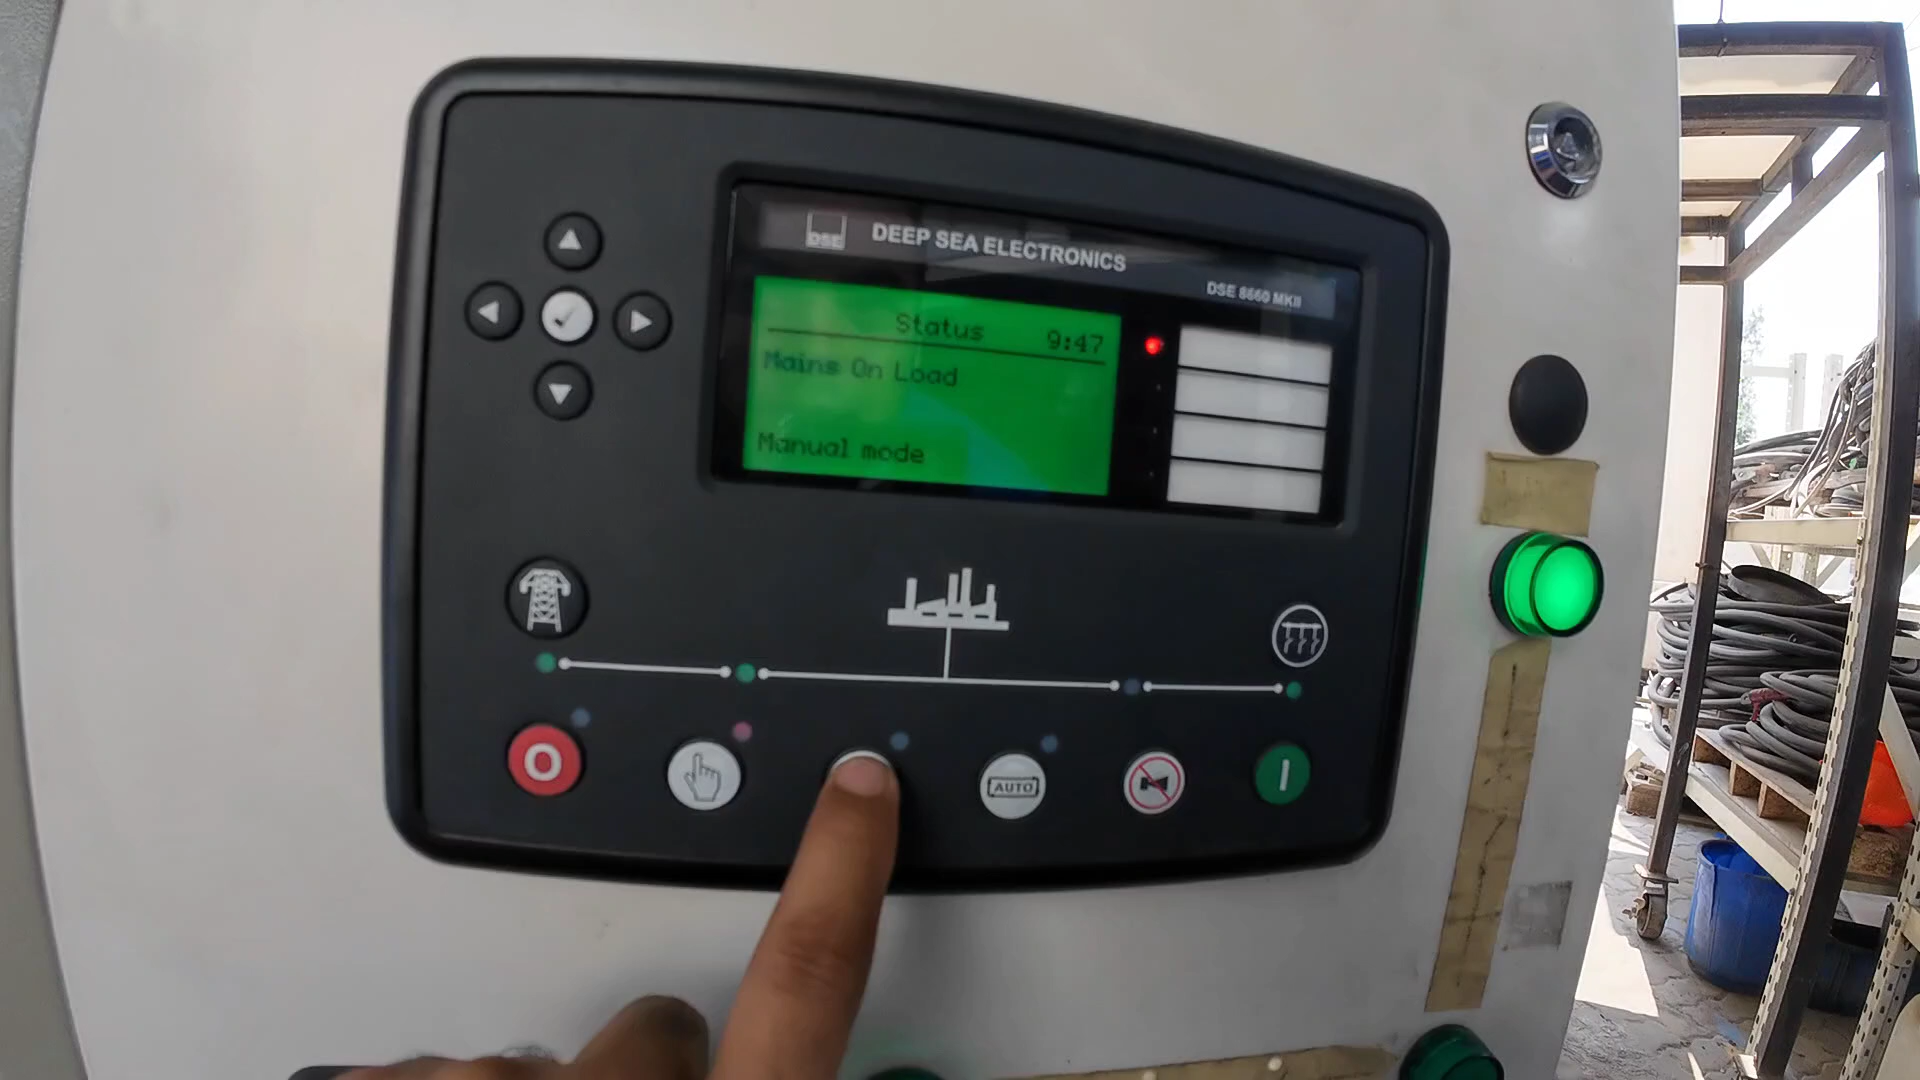 DSE DEEP SEA ELECTRONICS
DSE 8660 MKII
Status 9:47
Mains On Load
Manual mode
O
AUTO
I